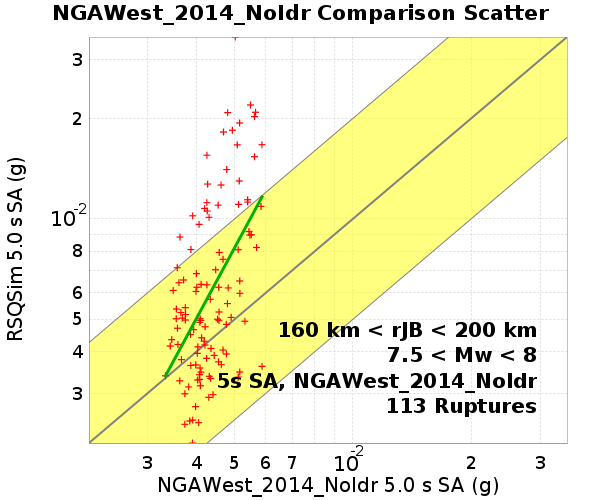 NGAWest_2014_NoIdr Comparison Scatter
RSQSim 5.0 s SA (g)
3
2
10-2
8
6
5
4
3
160 km < rJB < 200 km
7.5 < Mw < 8
5s SA, NGAWest_2014_NoIdr
113 Ruptures
3 4 5 6 7 10-2 2 3
NGAWest_2014_NoIdr 5.0 s SA (g)